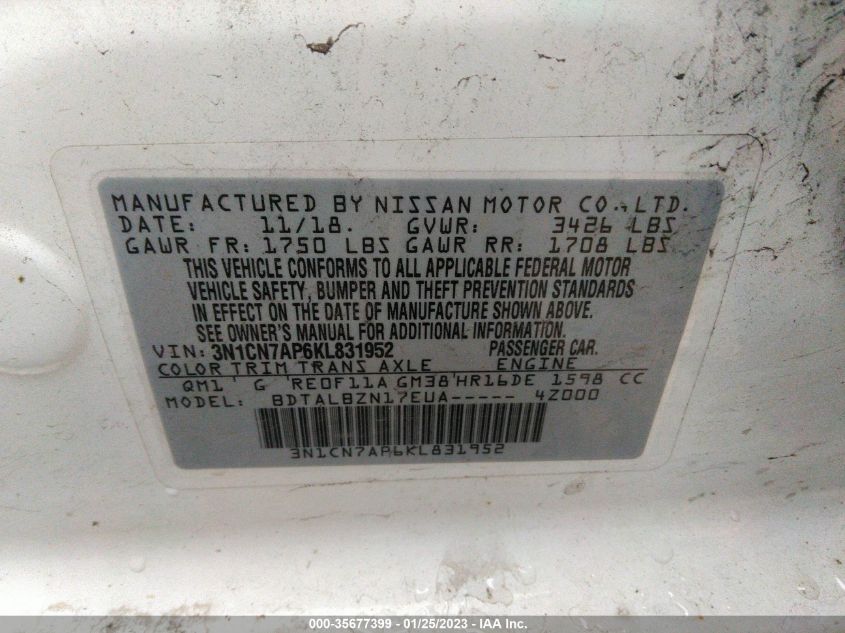 MANUFACTURED BY NISSAN MOTOR CO., LTD.
DATE: 11/18. GVWR: 3426 LBS
GAWR FR: 1750 LBS GAWR RR: 1708 LBS
THIS VEHICLE CONFORMS TO ALL APPLICABLE FEDERAL MOTOR
VEHICLE SAFETY, BUMPER AND THEFT PREVENTION STANDARDS
IN EFFECT ON THE DATE OF MANUFACTURE SHOWN ABOVE.
SEE OWNER'S MANUAL FOR ADDITIONAL INFORMATION.
VIN: 3N1CN7AP6KL831952 PASSENGER CAR.
COLOR TRIM TRANS AXLE ENGINE
QM1 ' G 'RE0F11A GM38'HR16DE 1598 CC
MODEL: BDTALBZN17EUA----- 4Z000
3N1CN7AP6KL831952
000-35677399 - 01/25/2023 - IAA Inc.